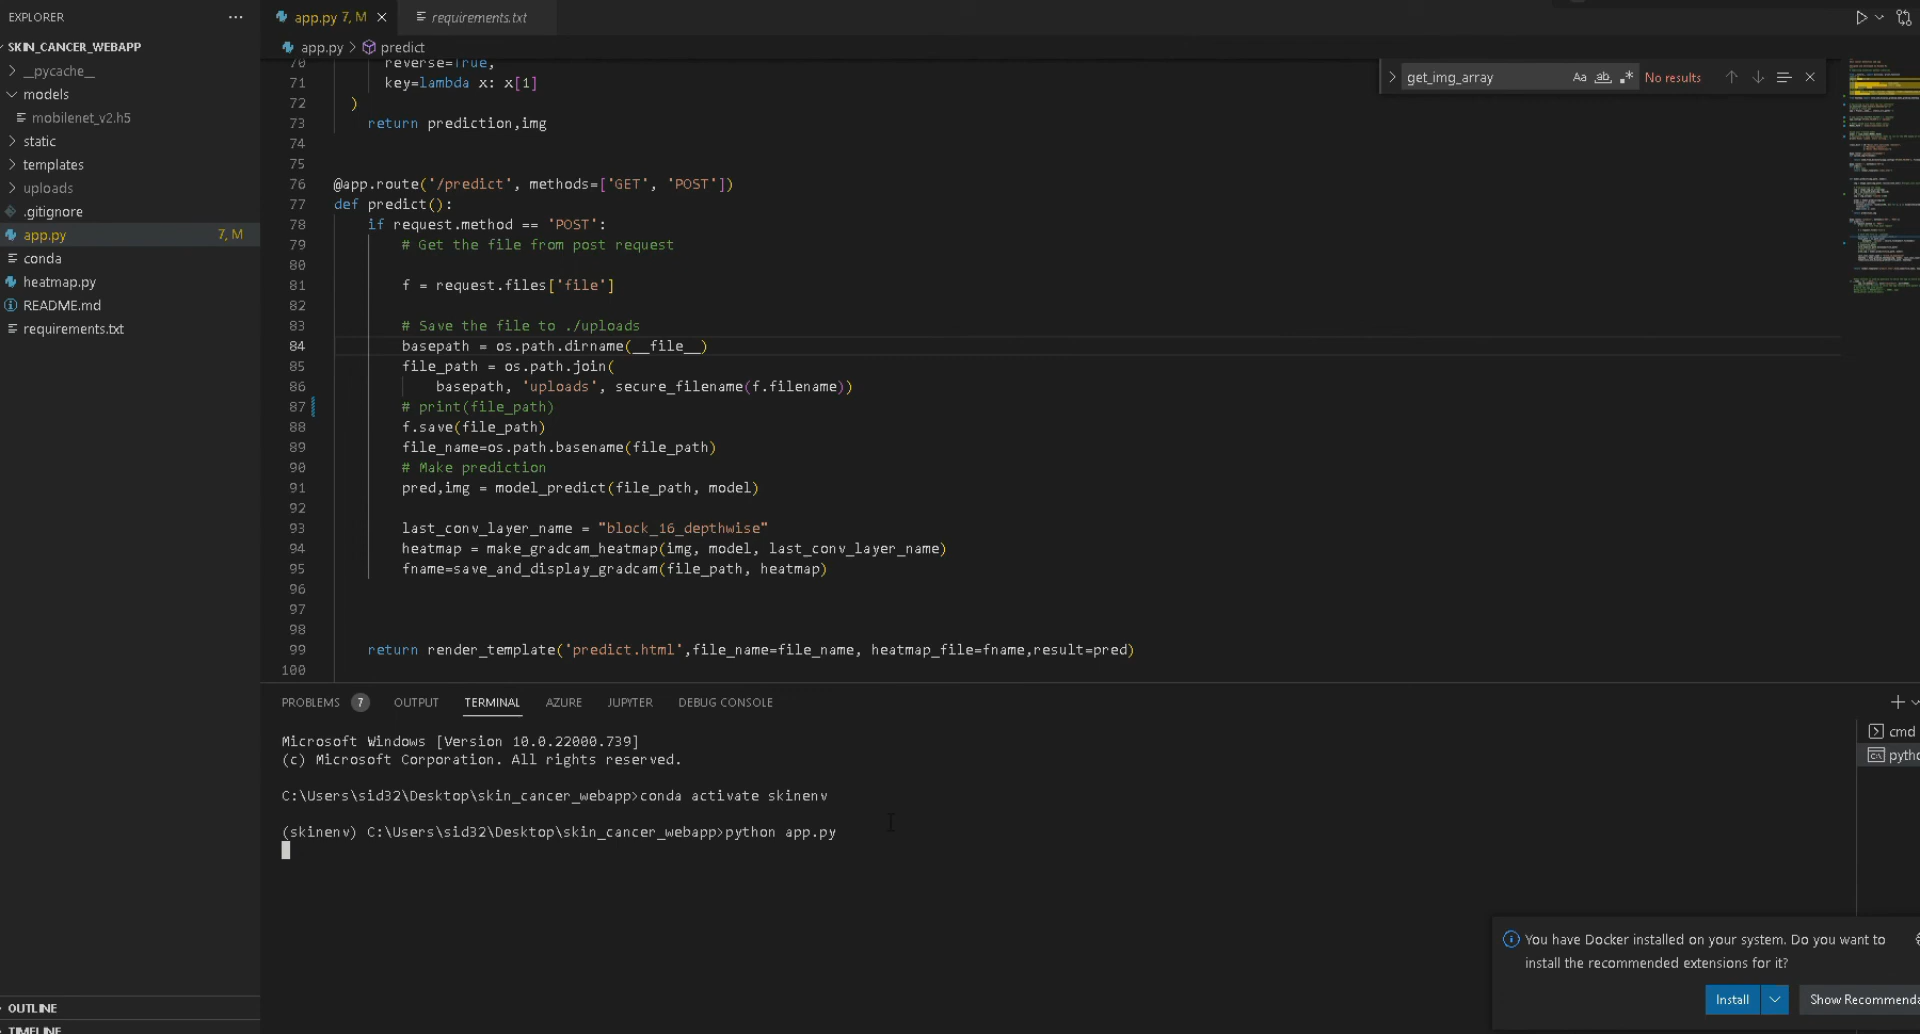 EXPLORER
SKIN_CANCER_WEBAPP
__pycache__
models
mobilenet_v2.h5
static
templates
uploads
.gitignore
app.py 7, M
conda
heatmap.py
README.md
requirements.txt
OUTLINE
TIMELINE
app.py 7, M
requirements.txt
app.py > predict
get_img_array Aa ab No results
70 reverse=True,
71 key=lambda x: x[1]
72 )
73 return prediction,img
74
75
76 @app.route('/predict', methods=['GET', 'POST'])
77 def predict():
78 if request.method == 'POST':
79 # Get the file from post request
80
81 f = request.files['file']
82
83 # Save the file to ./uploads
84 basepath = os.path.dirname(__file__)
85 file_path = os.path.join(
86 basepath, 'uploads', secure_filename(f.filename))
87 # print(file_path)
88 f.save(file_path)
89 file_name=os.path.basename(file_path)
90 # Make prediction
91 pred,img = model_predict(file_path, model)
92
93 last_conv_layer_name = "block_16_depthwise"
94 heatmap = make_gradcam_heatmap(img, model, last_conv_layer_name)
95 fname=save_and_display_gradcam(file_path, heatmap)
96
97
98
99 return render_template('predict.html',file_name=file_name, heatmap_file=fname,result=pred)
100
PROBLEMS 7 OUTPUT TERMINAL AZURE JUPYTER DEBUG CONSOLE
Microsoft Windows [Version 10.0.22000.739]
(c) Microsoft Corporation. All rights reserved.
C:\Users\sid32\Desktop\skin_cancer_webapp>conda activate skinenv
(skinenv) C:\Users\sid32\Desktop\skin_cancer_webapp>python app.py
cmd
pytho
You have Docker installed on your system. Do you want to
install the recommended extensions for it?
Install
Show Recommenda